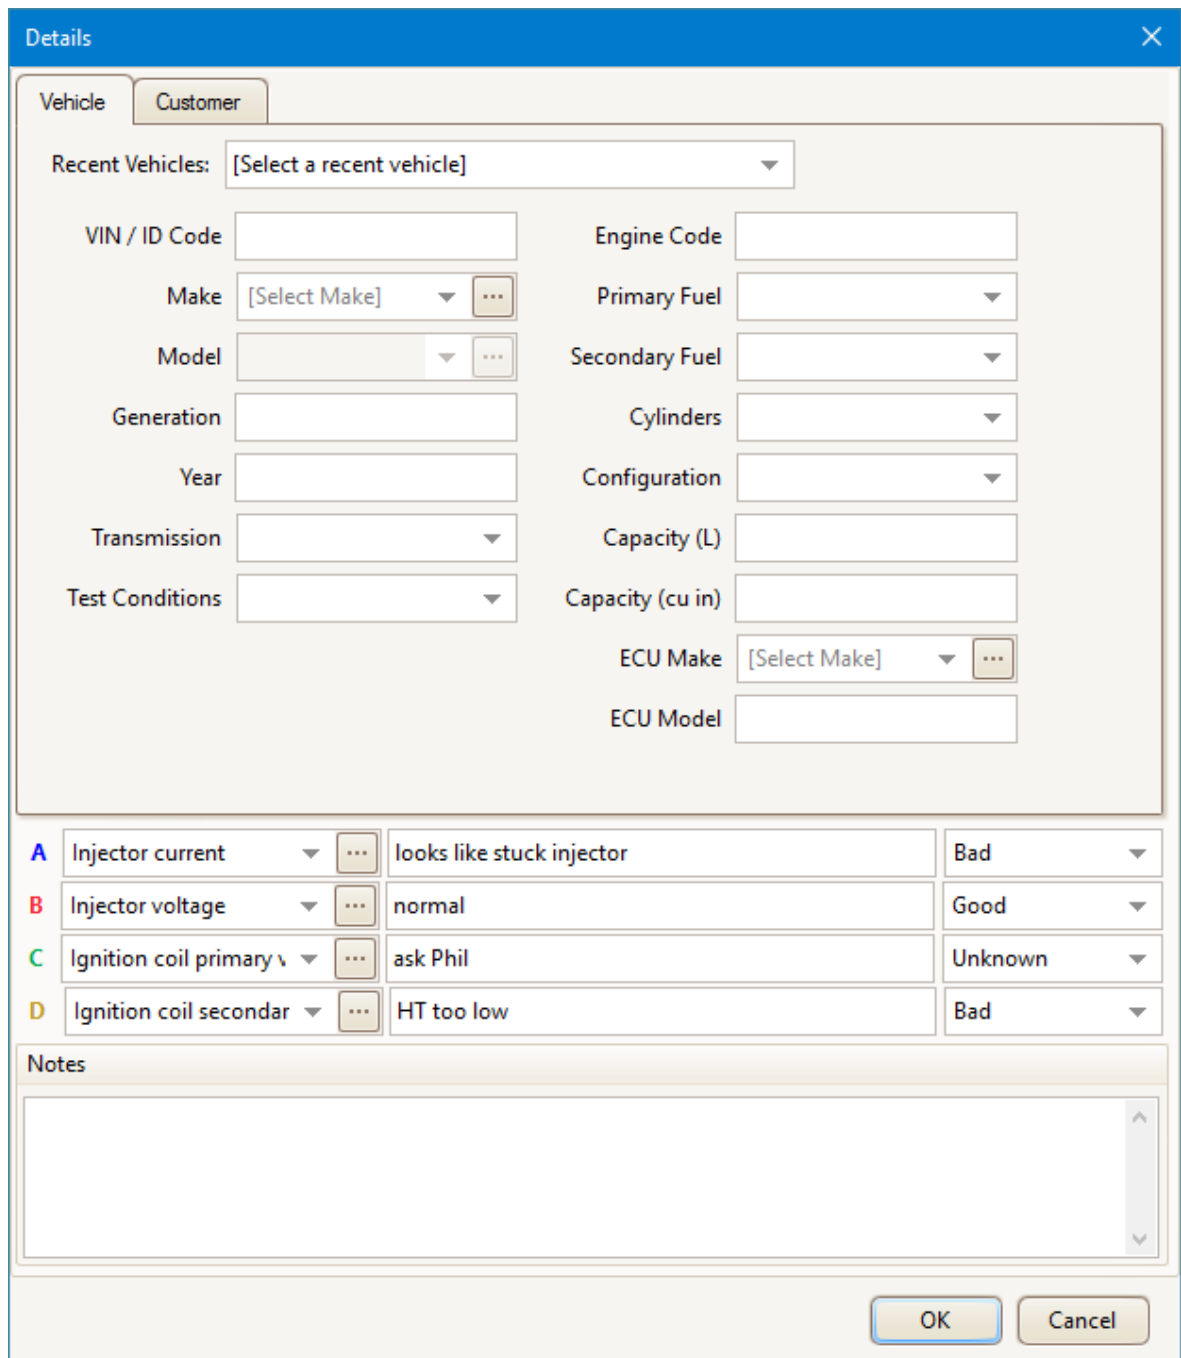 Details
Vehicle Customer
Recent Vehicles: [Select a recent vehicle]
VIN / ID Code Engine Code
Make [Select Make] ... Primary Fuel
Model ... Secondary Fuel
Generation Cylinders
Year Configuration
Transmission Capacity (L)
Test Conditions Capacity (cu in)
ECU Make [Select Make] ...
ECU Model
A Injector current ... looks like stuck injector Bad
B Injector voltage ... normal Good
C Ignition coil primary v ... ask Phil Unknown
D Ignition coil secondar ... HT too low Bad
Notes
OK Cancel